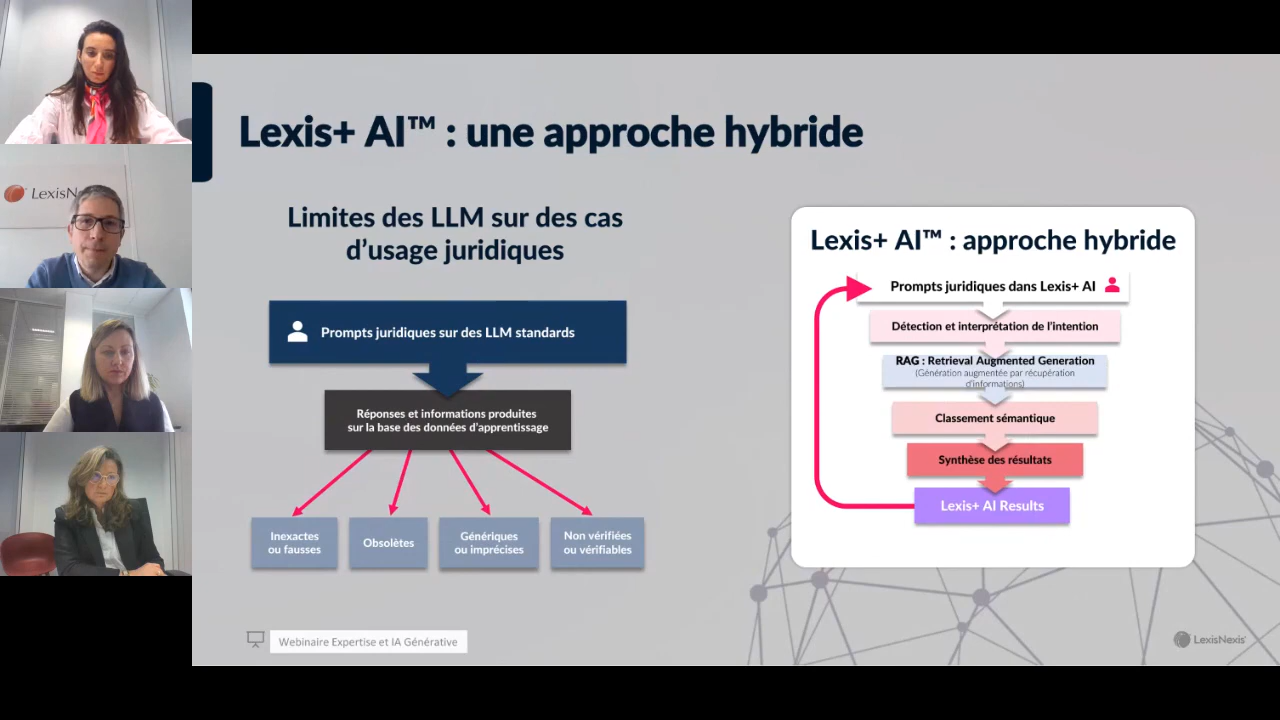 Lexis+ AI™ : une approche hybride
Limites des LLM sur des cas
d'usage juridiques
Prompts juridiques sur des LLM standards
Réponses et informations produites
sur la base des données d'apprentissage
Inexactes
ou fausses
Obsolètes
Génériques
ou imprécises
Non vérifiées
ou vérifiables
Lexis+ AI™ : approche hybride
Prompts juridiques dans Lexis+ AI
Détection et interprétation de l'intention
RAG : Retrieval Augmented Generation
(Génération augmentée par récupération
d'informations)
Classement sémantique
Synthèse des résultats
Lexis+ AI Results
Webinaire Expertise et IA Générative
LexisNexis
LexisN